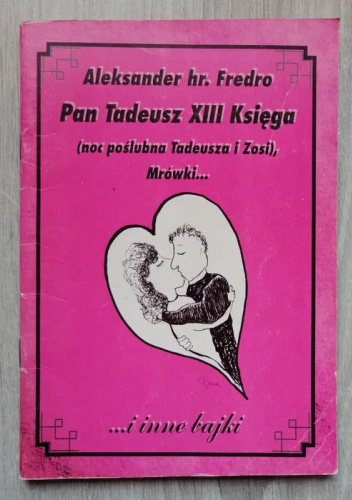 Aleksander hr. Fredro
Pan Tadeusz XIII Księga
(noc poślubna Tadeusza i Zosi),
Mrówki...
...i inne bajki